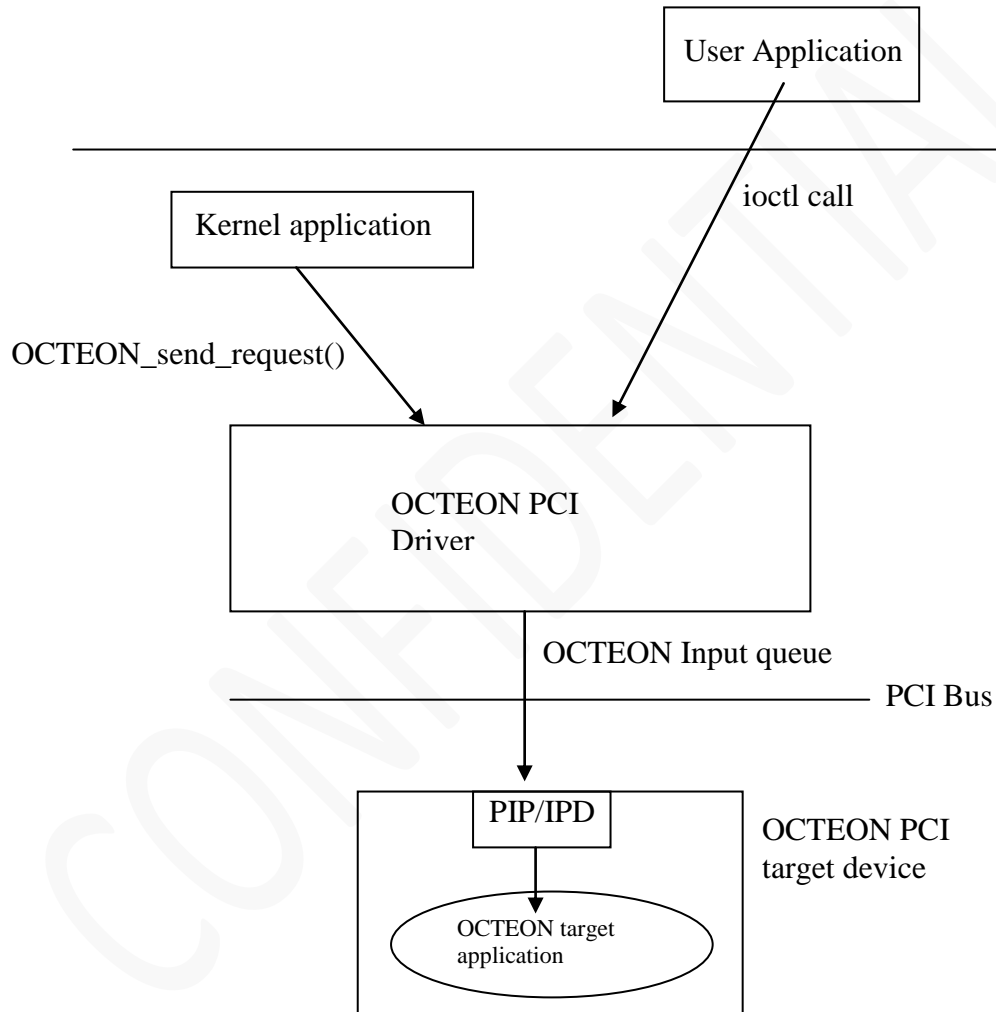 User Application
ioctl call
Kernel application
OCTEON_send_request()
OCTEON PCI
Driver
OCTEON Input queue
PCI Bus
PIP/IPD
OCTEON PCI
target device
OCTEON target
application
CONFIDENTIAL